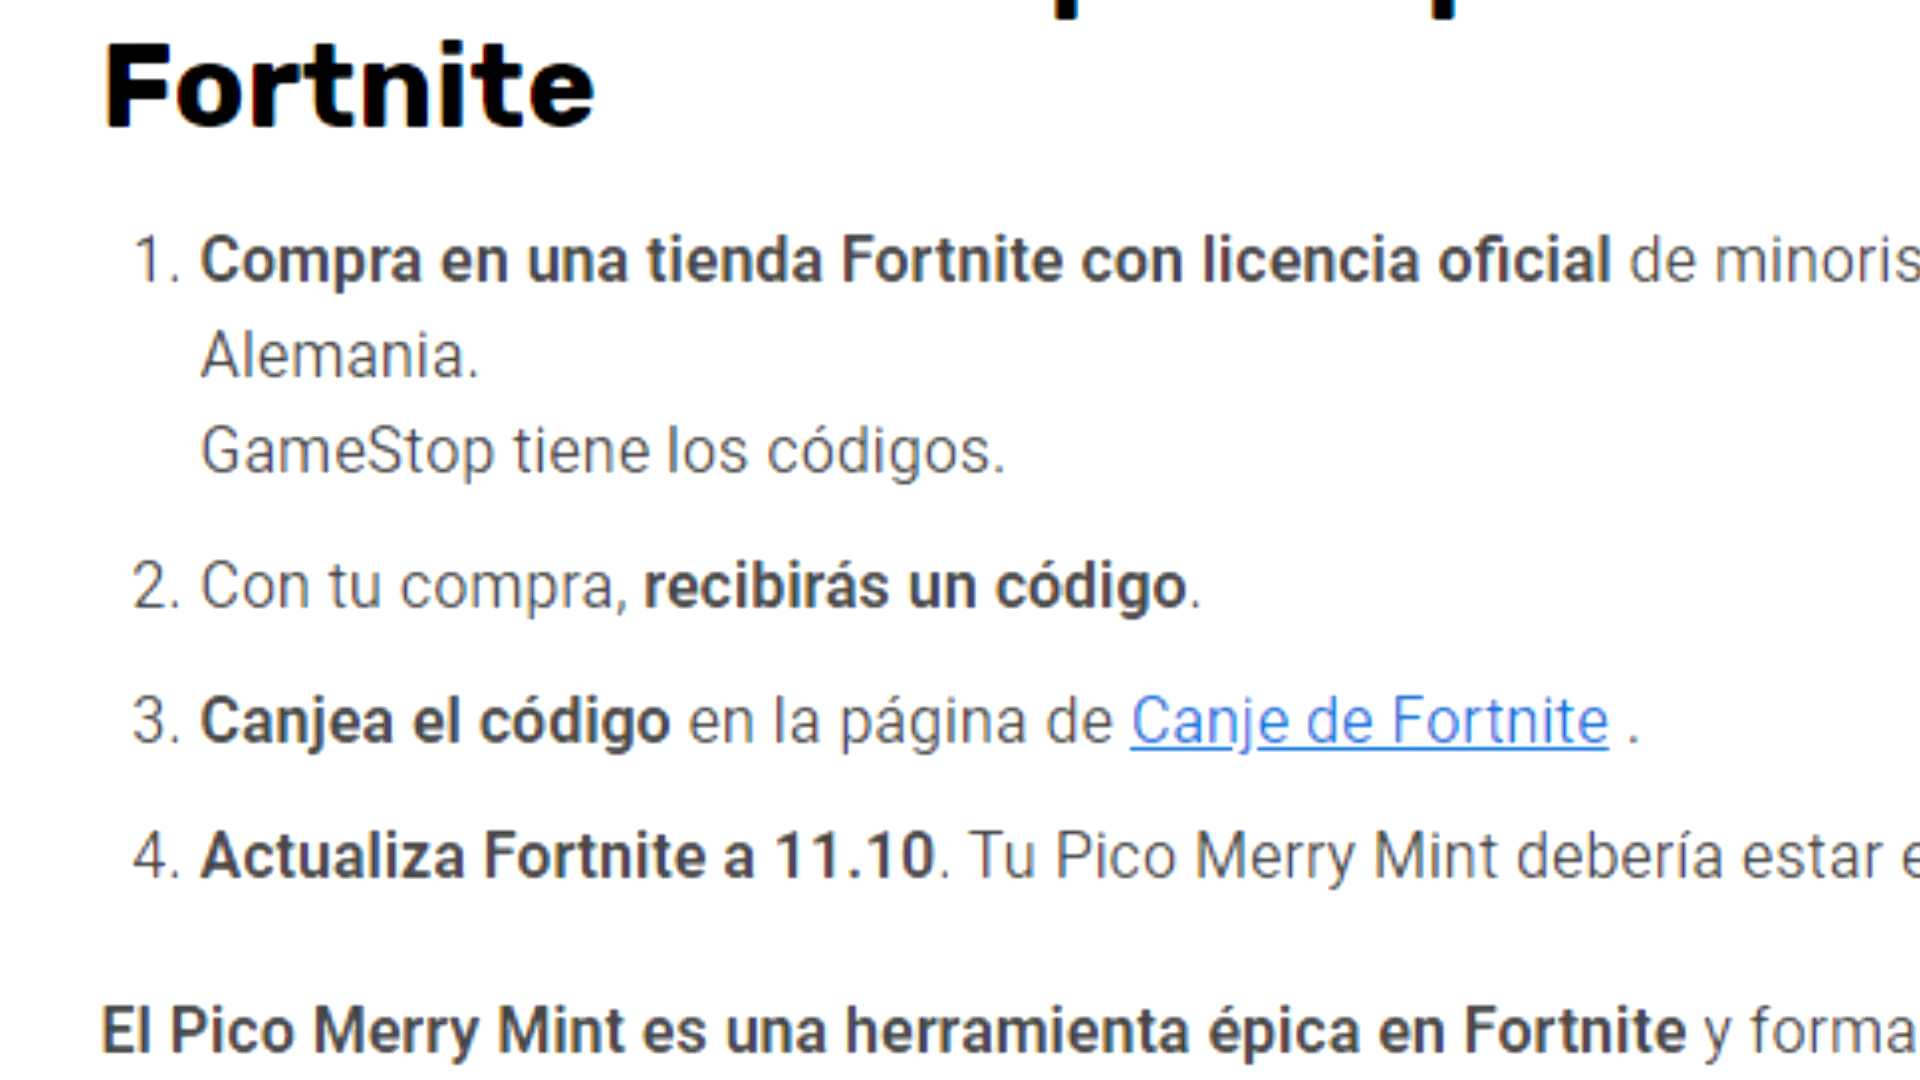 Fortnite
1. Compra en una tienda Fortnite con licencia oficial de
Alemania.
GameStop tiene los códigos.
2. Con tu compra, recibirás un código.
3. Canjea el código en la página de Canje de Fortnite .
4. Actualiza Fortnite a 11.10. Tu Pico Merry Mint debería estar
El Pico Merry Mint es una herramienta épica en Fortnite y forma